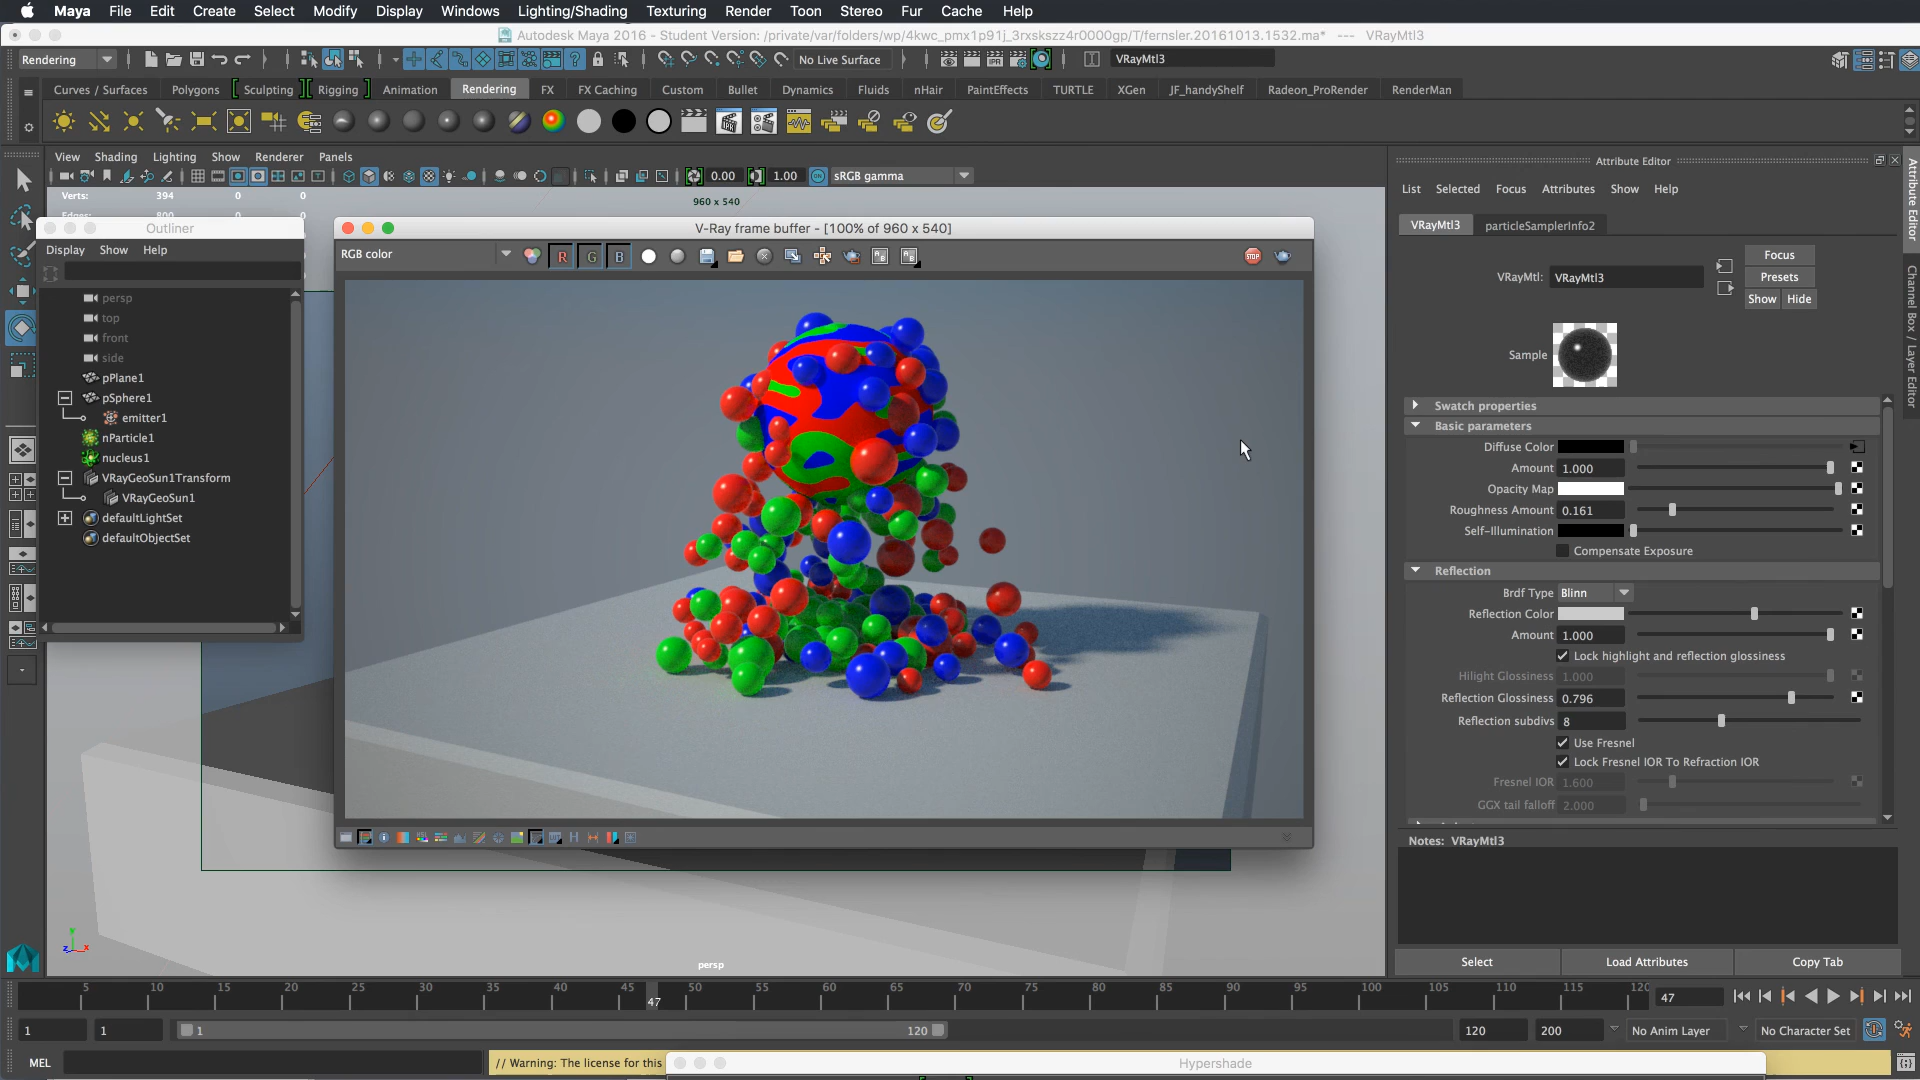 Maya File Edit Create Select Modify Display Windows Lighting/Shading Texturing Render Toon Stereo Fur Cache Help
Autodesk Maya 2016 - Student Version: /private/var/folders/wp/4kwc_pmx1p91j_3rxskszz4r0000gp/T/fernsler.20161013.1532.ma* --- VRayMtl3
Rendering
No Live Surface
VRayMtl3
Curves / Surfaces Polygons Sculpting Rigging Animation Rendering FX FX Caching Custom Bullet Dynamics Fluids nHair PaintEffects TURTLE XGen JF_handyShelf Radeon_ProRender RenderMan
View Shading Lighting Show Renderer Panels
0.00 1.00 sRGB gamma
Verts: 394 0 0
960 x 540
Outliner
Display Show Help
persp
top
front
side
pPlane1
pSphere1
emitter1
nParticle1
nucleus1
VRayGeoSun1Transform
VRayGeoSun1
defaultLightSet
defaultObjectSet
V-Ray frame buffer - [100% of 960 x 540]
RGB color
R G B
STOP
persp
Attribute Editor
List Selected Focus Attributes Show Help
VRayMtl3 particleSamplerInfo2
VRayMtl: VRayMtl3
Focus
Presets
Show Hide
Sample
Swatch properties
Basic parameters
Diffuse Color
Amount 1.000
Opacity Map
Roughness Amount 0.161
Self-Illumination
Compensate Exposure
Reflection
Brdf Type Blinn
Reflection Color
Amount 1.000
Lock highlight and reflection glossiness
Hilight Glossiness 1.000
Reflection Glossiness 0.796
Reflection subdivs 8
Use Fresnel
Lock Fresnel IOR To Refraction IOR
Fresnel IOR 1.600
GGX tail falloff 2.000
Notes: VRayMtl3
Select Load Attributes Copy Tab
Attribute Editor
Channel Box / Layer Editor
5 10 15 20 25 30 35 40 45 50 55 60 65 70 75 80 85 90 95 100 105 110 115 120
47
47
1 1 1 120 120 200 No Anim Layer No Character Set
MEL
// Warning: The license for this
Hypershade